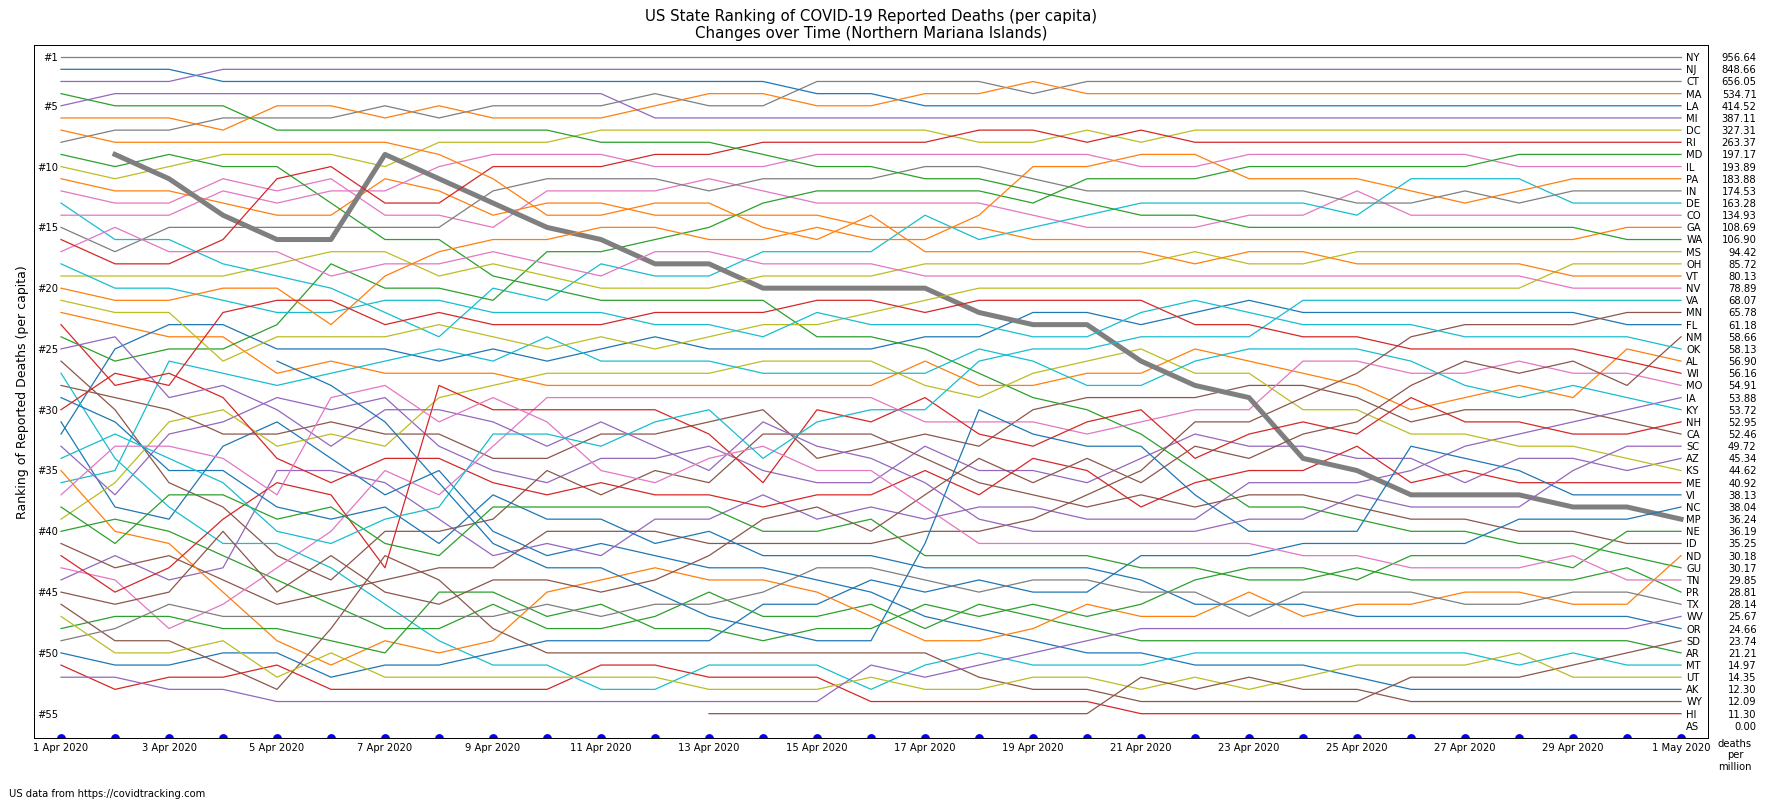 US State Ranking of COVID-19 Reported Deaths (per capita)
Changes over Time (Northern Mariana Islands)
Ranking of Reported Deaths (per capita)
#1
#5
#10
#15
#20
#25
#30
#35
#40
#45
#50
#55
NY 956.64
NJ 848.66
CT 656.05
MA 534.71
LA 414.52
MI 387.11
DC 327.31
RI 263.37
MD 197.17
IL 193.89
PA 183.88
IN 174.53
DE 163.28
CO 134.93
GA 108.69
WA 106.90
MS 94.42
OH 85.72
VT 80.13
NV 78.89
VA 68.07
MN 65.78
FL 61.18
NM 58.66
OK 58.13
AL 56.90
WI 56.16
MO 54.91
IA 53.88
KY 53.72
NH 52.95
CA 52.46
SC 49.72
AZ 45.34
KS 44.62
ME 40.92
VI 38.13
NC 38.04
MP 36.24
NE 36.19
ID 35.25
ND 30.18
GU 30.17
TN 29.85
PR 28.81
TX 28.14
WV 25.67
OR 24.66
SD 23.74
AR 21.21
MT 14.97
UT 14.35
AK 12.30
WY 12.09
HI 11.30
AS 0.00
1 Apr 2020 3 Apr 2020 5 Apr 2020 7 Apr 2020 9 Apr 2020 11 Apr 2020 13 Apr 2020 15 Apr 2020 17 Apr 2020 19 Apr 2020 21 Apr 2020 23 Apr 2020 25 Apr 2020 27 Apr 2020 29 Apr 2020 1 May 2020
deaths
per
million
US data from https://covidtracking.com